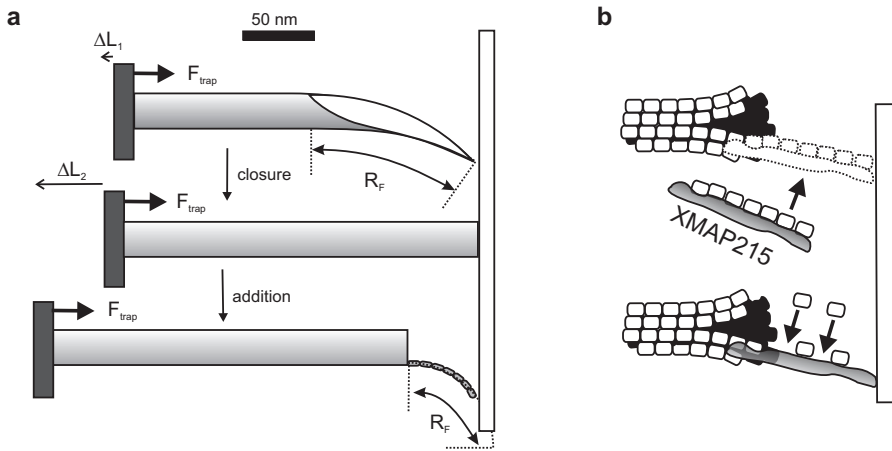 a
50 nm
ΔL1
Ftrap
closure
RF
ΔL2
Ftrap
addition
Ftrap
RF
b
XMAP215